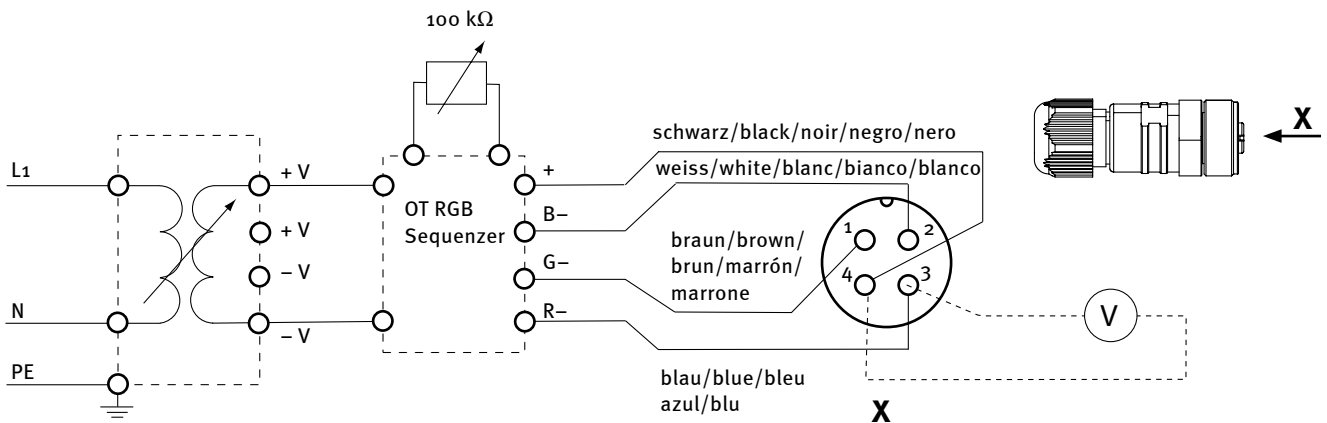 100 kΩ
X
schwarz/black/noir/negro/nero
L1
+ V
+
weiss/white/blanc/bianco/blanco
OT RGB
Sequenzer
B–
+ V
1
2
braun/brown/
brun/marrón/
marrone
G–
– V
4
3
N
R–
V
– V
PE
blau/blue/bleu
azul/blu
X